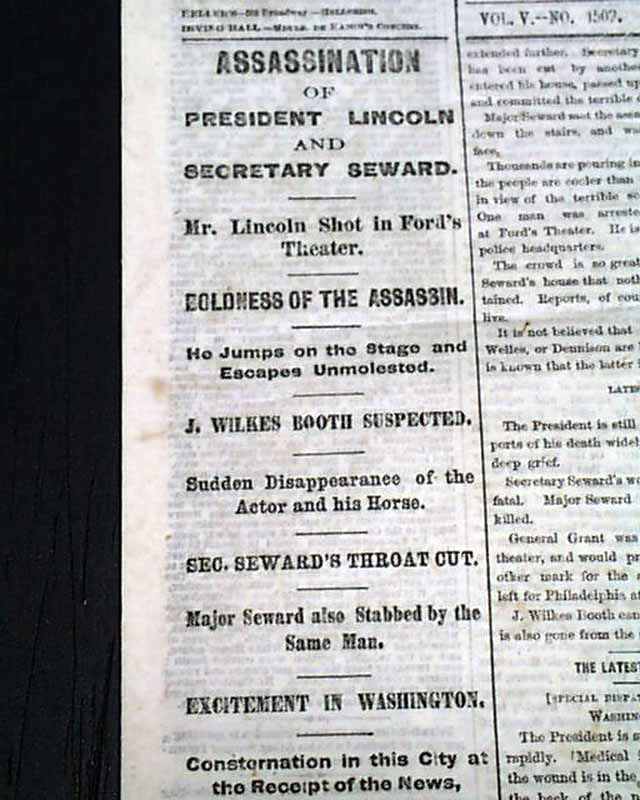 IRVING HALL
ASSASSINATION
OF
PRESIDENT LINCOLN
AND
SECRETARY SEWARD.
Mr. Lincoln Shot in Ford's
Theater.
BOLDNESS OF THE ASSASSIN.
He Jumps on the Stage and
Escapes Unmolested.
J. WILKES BOOTH SUSPECTED.
Sudden Disappearance of the
Actor and his Horse.
SEC. SEWARD'S THROAT CUT.
Major Seward also Stabbed by the
Same Man.
EXCITEMENT IN WASHINGTON.
Consternation in this City at
the Receipt of the News,
VOL. V.--NO. 1507.
extended further. Secretary
has been cut by another
entered his house, passed up
and committed the terrible
Major Seward met the
down the stairs, and
face,
Thousands are pouring in
the people are cooler than
in view of the terrible
One man was
at Ford's Theater. He is
police headquarters.
The crowd is so great
Seward's house that
tained. Reports, of
live.
It is not believed that
Welles, or Dennison are
is known that the latter
The President is still
ports of his death
deep grief.
Secretary Seward's
fatal. Major Seward
killed.
General Grant was
theater, and would
other mark for the
left for Philadelphia
J. Wilkes Booth
is also gone from the
THE LATEST
[SPECIAL
The President is
rapidly. Medical
the wound is in the
the back of the